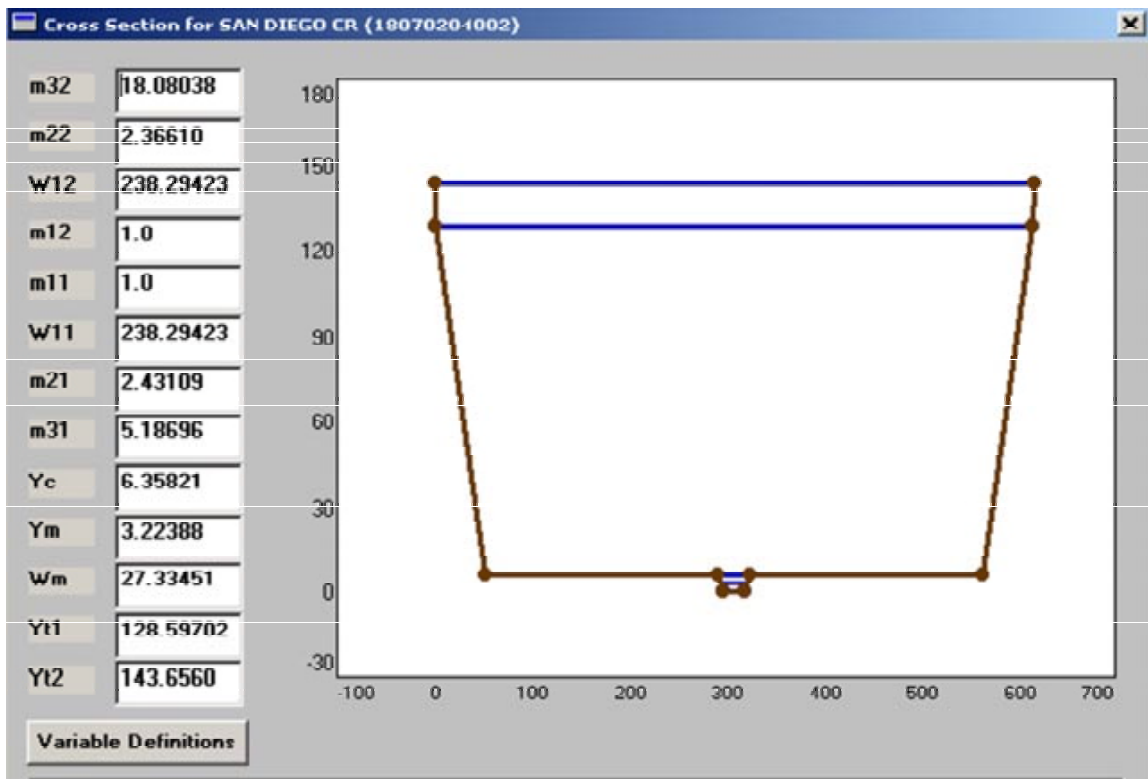 Cross Section for SAN DIEGO CR (18070204002)
m32 18.08038
m22 2.36610
W12 238.29423
m12 1.0
m11 1.0
W11 238.29423
m21 2.43109
m31 5.18696
Yc 6.35821
Ym 3.22388
Wm 27.33451
Yt1 128.59702
Yt2 143.6560
Variable Definitions
180
150
120
90
60
30
0
-30
-100 0 100 200 300 400 500 600 700